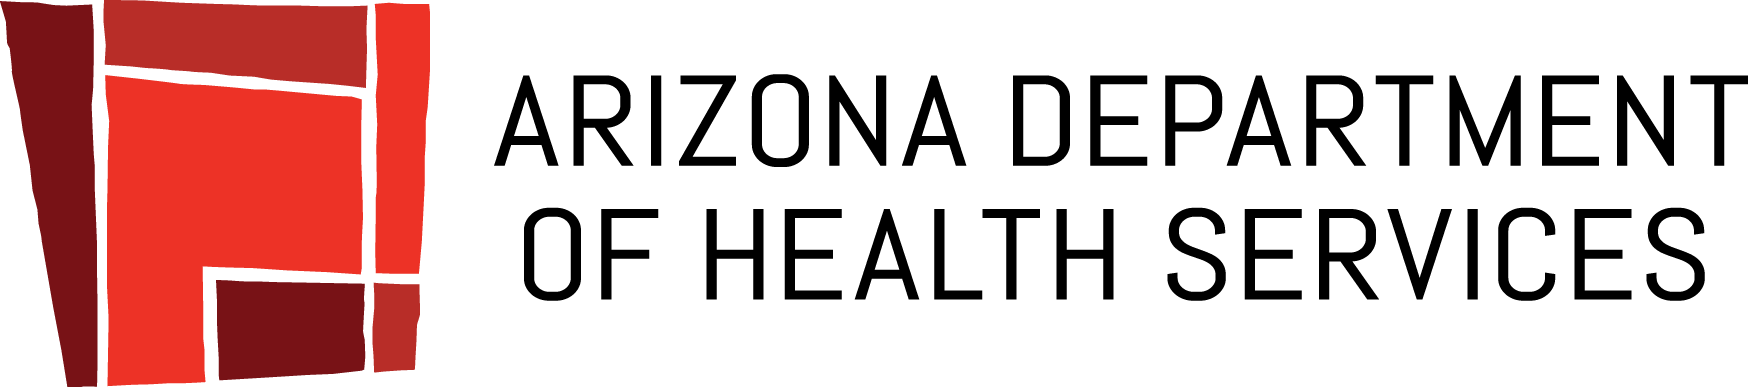 ARIZONA DEPARTMENT
OF HEALTH SERVICES